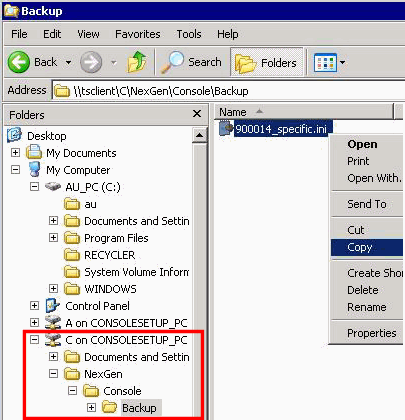 Backup
File Edit View Favorites Tools Help
Back Search Folders
Address \\tsclient\C\NexGen\Console\Backup
Folders
Name
Desktop
My Documents
My Computer
AU_PC (C:)
au
Documents and Settin
Program Files
RECYCLER
System Volume Inform
WINDOWS
Control Panel
A on CONSOLESETUP_PC
C on CONSOLESETUP_PC
Documents and Settin
NexGen
Console
Backup
900014_specific.ini
Open
Print
Open With.
Send To
Cut
Copy
Create Shor
Delete
Rename
Properties